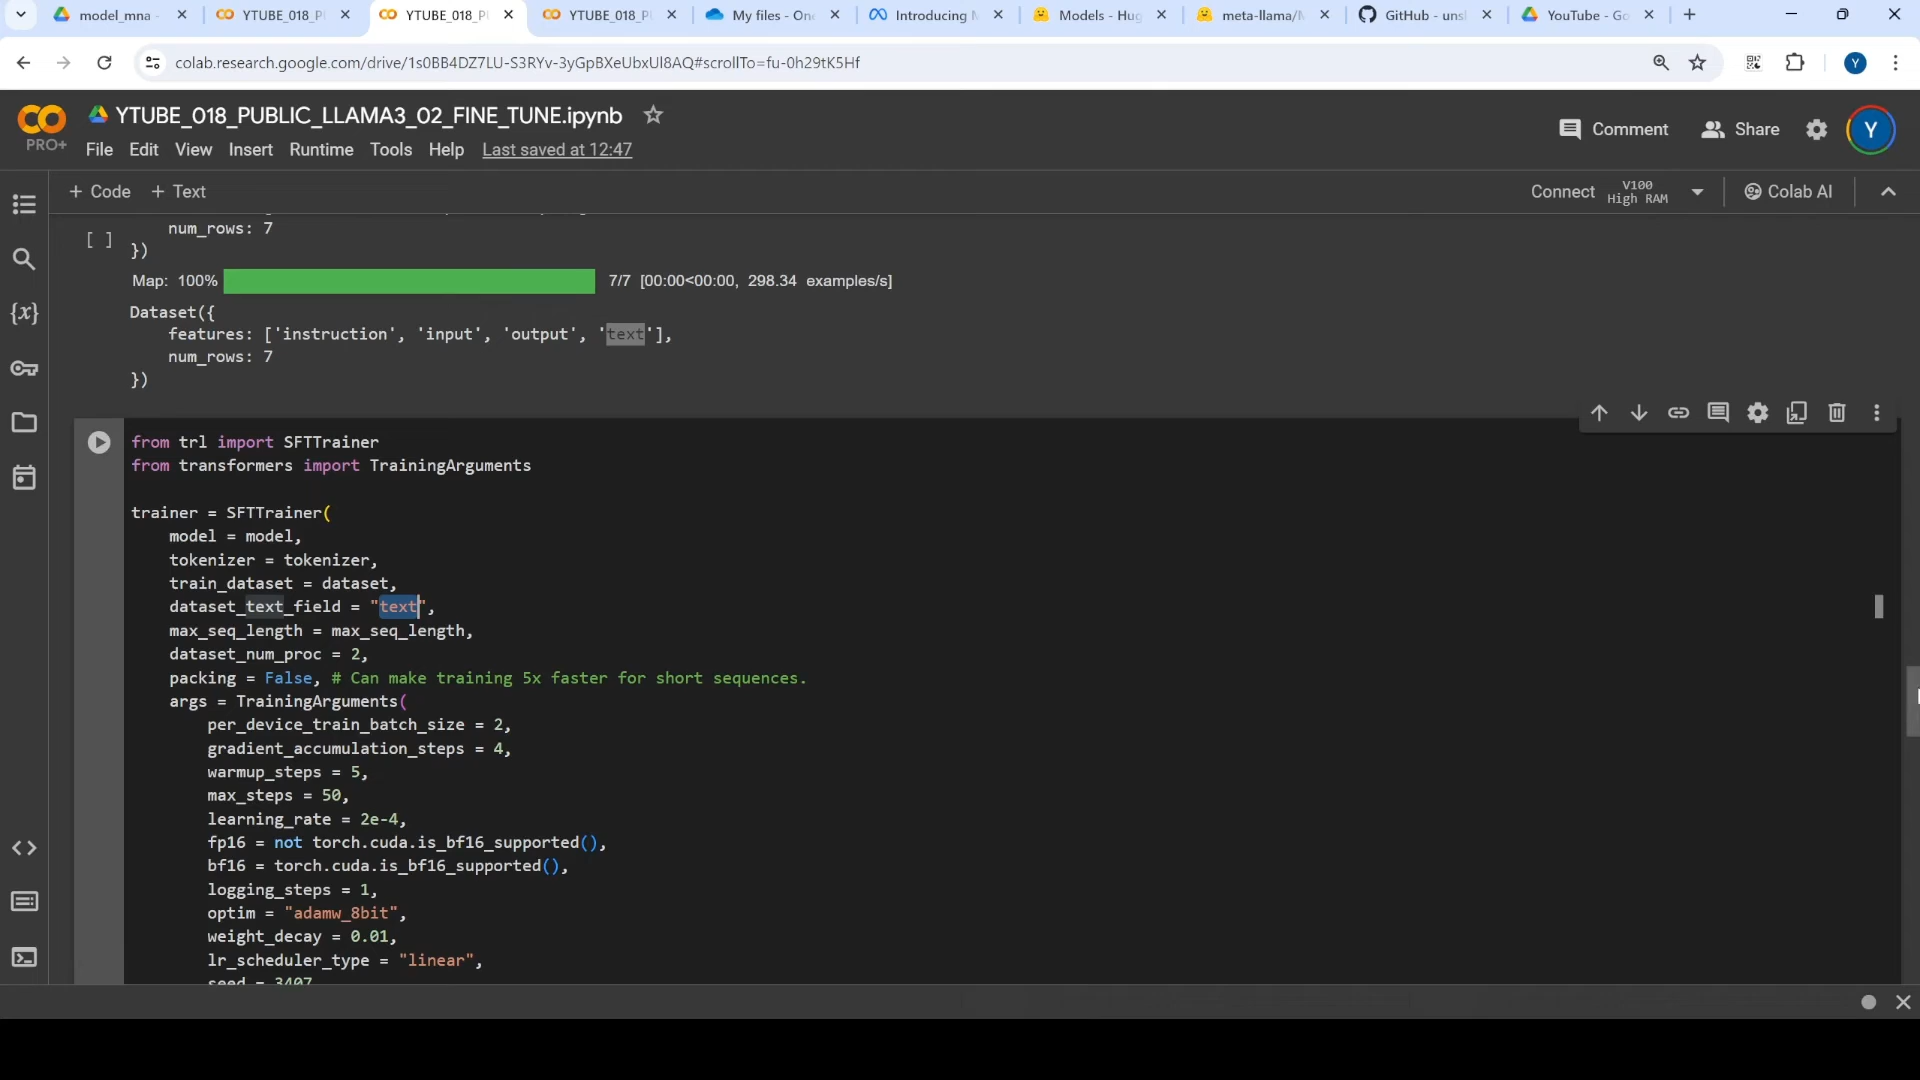 model_mna
YTUBE_018_P
YTUBE_018_P
YTUBE_018_P
My files - On
Introducing
Models - Hug
meta-llama/
GitHub - uns
YouTube - Go
colab.research.google.com/drive/1s0BB4DZ7LU-S3RYv-3yGpBXeUbxUl8AQ#scrollTo=fu-0h29tK5Hf
Y
YTUBE_018_PUBLIC_LLAMA3_02_FINE_TUNE.ipynb
PRO+
File Edit View Insert Runtime Tools Help Last saved at 12:47
Comment Share
Y
+ Code + Text
Connect V100
High RAM
Colab AI
num_rows: 7
[ ]
})
Map: 100% 7/7 [00:00<00:00, 298.34 examples/s]
Dataset({
features: ['instruction', 'input', 'output', 'text'],
num_rows: 7
})
{x}
from trl import SFTTrainer
from transformers import TrainingArguments
trainer = SFTTrainer(
model = model,
tokenizer = tokenizer,
train_dataset = dataset,
dataset_text_field = "text",
max_seq_length = max_seq_length,
dataset_num_proc = 2,
packing = False, # Can make training 5x faster for short sequences.
args = TrainingArguments(
per_device_train_batch_size = 2,
gradient_accumulation_steps = 4,
warmup_steps = 5,
max_steps = 50,
learning_rate = 2e-4,
fp16 = not torch.cuda.is_bf16_supported(),
bf16 = torch.cuda.is_bf16_supported(),
logging_steps = 1,
optim = "adamw_8bit",
weight_decay = 0.01,
lr_scheduler_type = "linear",
seed = 3407